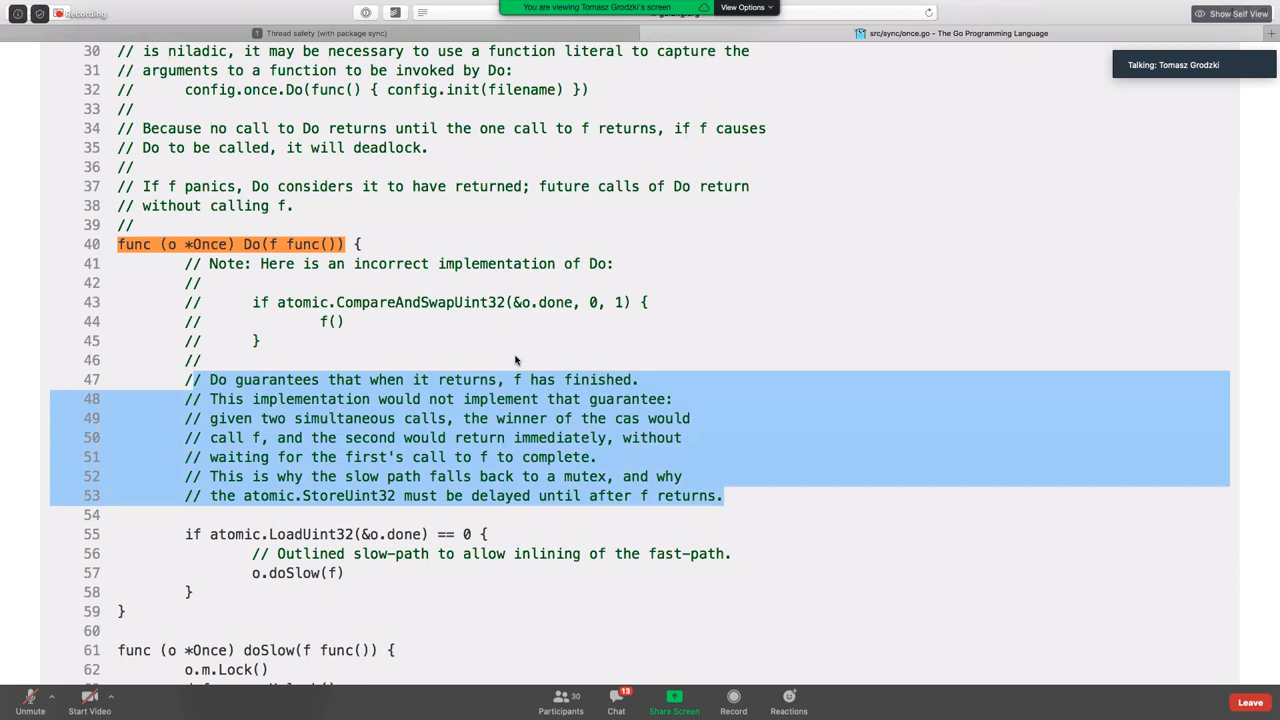 Recording
You are viewing Tomasz Grodzki's screen
View Options
Show Self View
1 Thread safety (with package sync)
src/sync/once.go - The Go Programming Language
Talking: Tomasz Grodzki
30 // is niladic, it may be necessary to use a function literal to capture the
31 // arguments to a function to be invoked by Do:
32 // config.once.Do(func() { config.init(filename) })
33 //
34 // Because no call to Do returns until the one call to f returns, if f causes
35 // Do to be called, it will deadlock.
36 //
37 // If f panics, Do considers it to have returned; future calls of Do return
38 // without calling f.
39 //
40 func (o *Once) Do(f func()) {
41 // Note: Here is an incorrect implementation of Do:
42 //
43 // if atomic.CompareAndSwapUint32(&o.done, 0, 1) {
44 // f()
45 // }
46 //
47 // Do guarantees that when it returns, f has finished.
48 // This implementation would not implement that guarantee:
49 // given two simultaneous calls, the winner of the cas would
50 // call f, and the second would return immediately, without
51 // waiting for the first's call to f to complete.
52 // This is why the slow path falls back to a mutex, and why
53 // the atomic.StoreUint32 must be delayed until after f returns.
54
55 if atomic.LoadUint32(&o.done) == 0 {
56 // Outlined slow-path to allow inlining of the fast-path.
57 o.doSlow(f)
58 }
59 }
60
61 func (o *Once) doSlow(f func()) {
62 o.m.Lock()
Unmute
Start Video
Participants 30
Chat 13
Share Screen
Record
Reactions
Leave